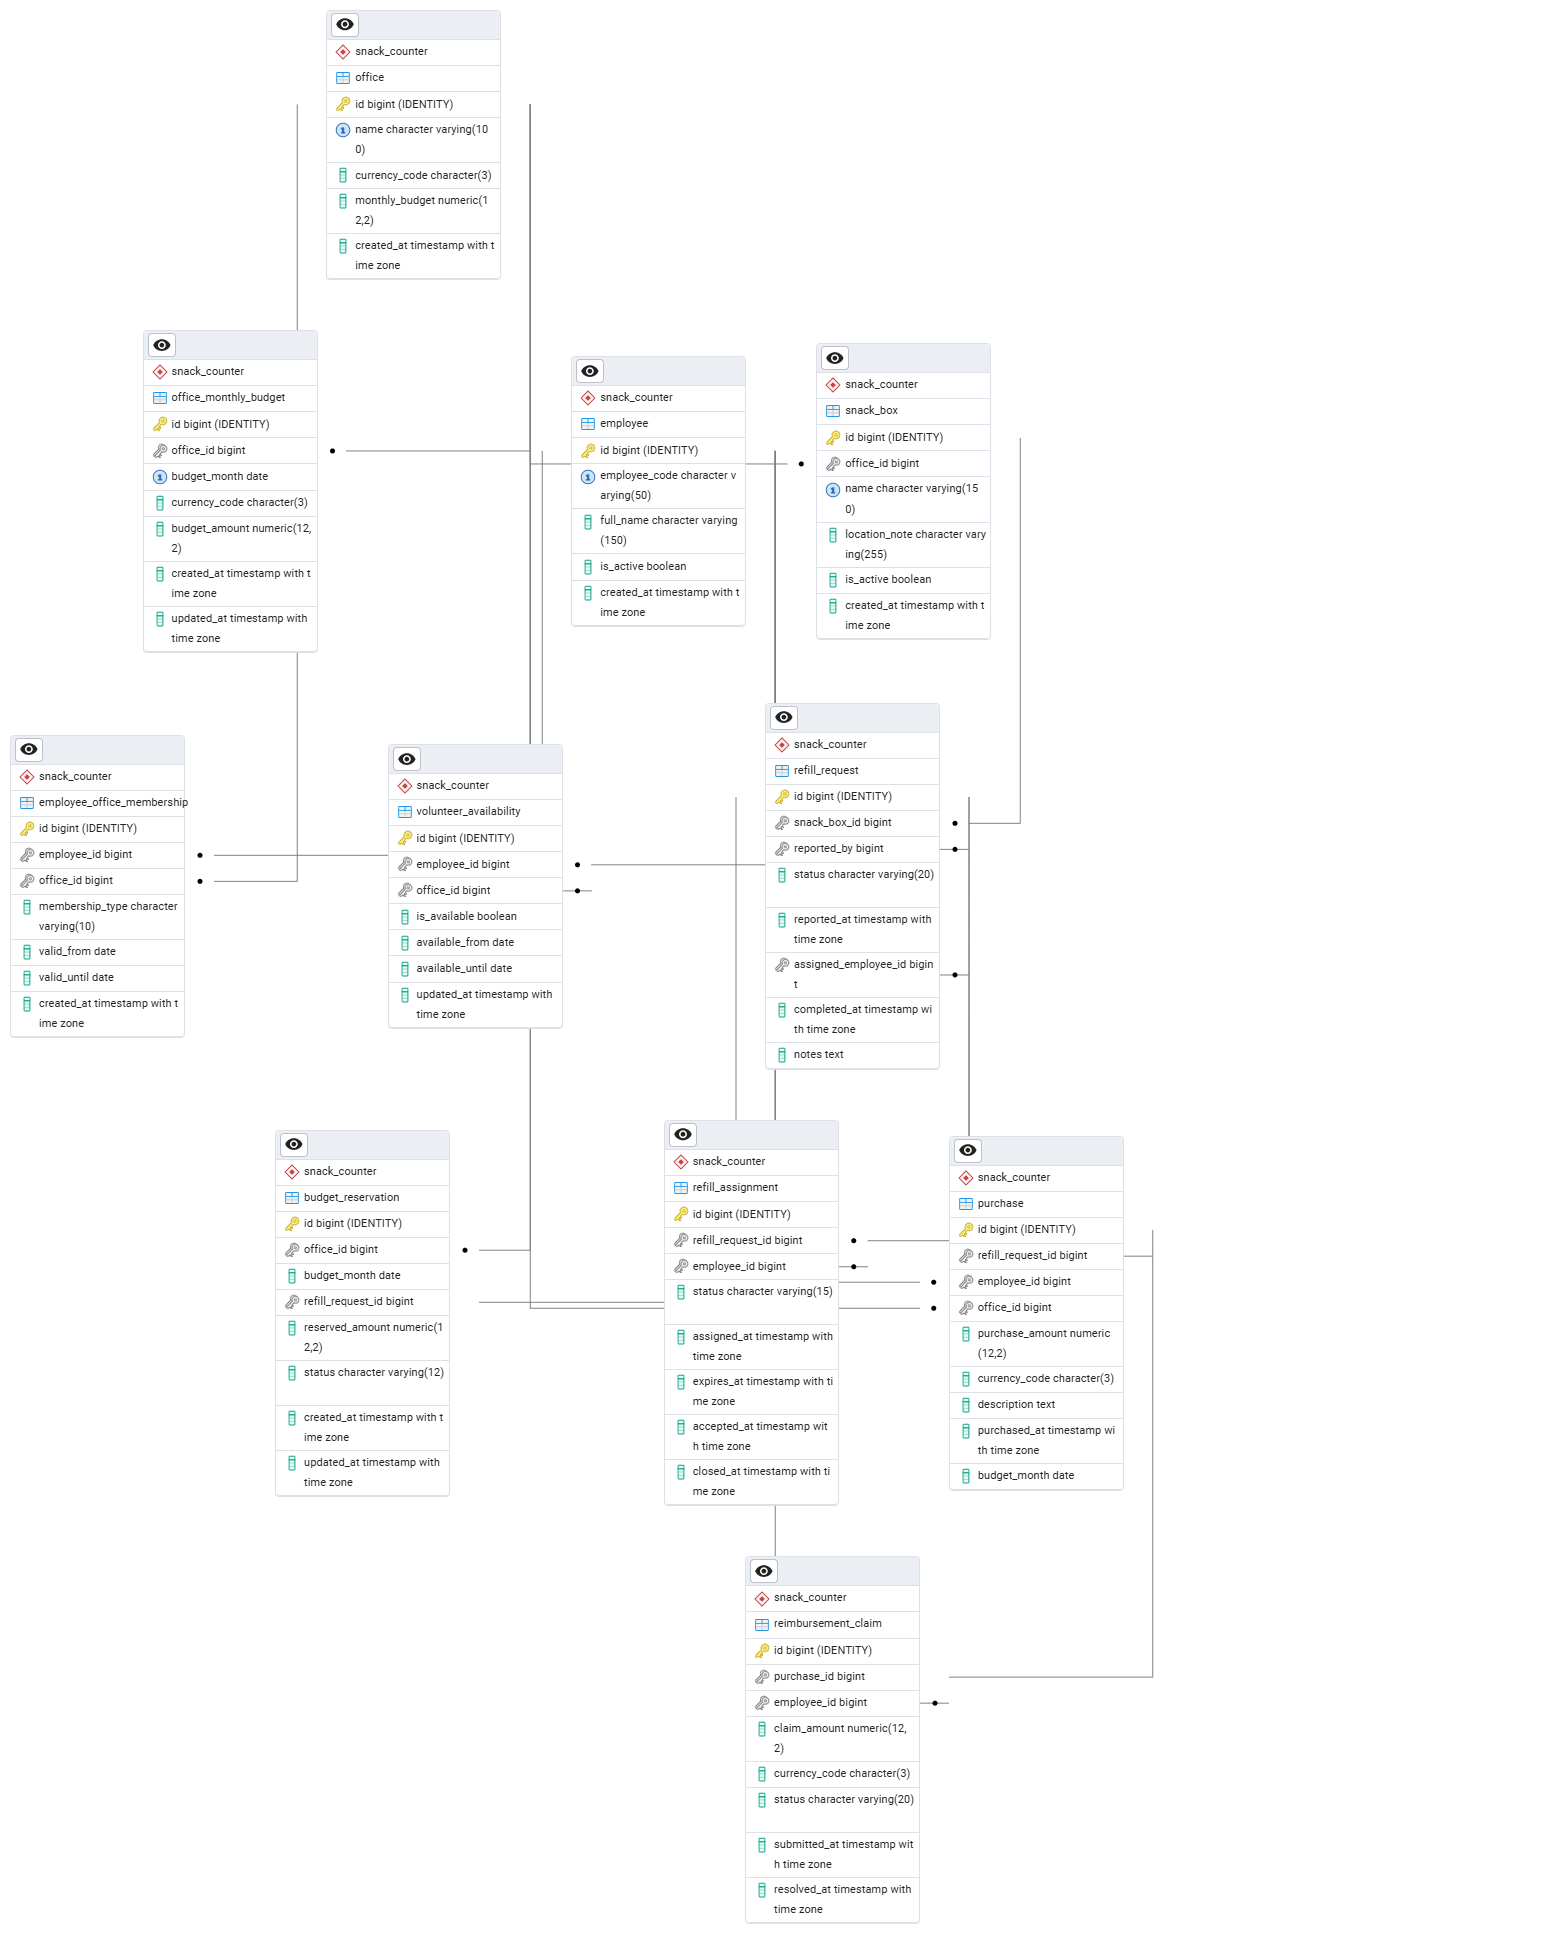 snack_counter
office
id bigint (IDENTITY)
name character varying(10
0)
currency_code character(3)
monthly_budget numeric(1
2,2)
created_at timestamp with t
ime zone
snack_counter
office_monthly_budget
id bigint (IDENTITY)
office_id bigint
budget_month date
currency_code character(3)
budget_amount numeric(12,
2)
created_at timestamp with t
ime zone
updated_at timestamp with
time zone
snack_counter
employee
id bigint (IDENTITY)
employee_code character v
arying(50)
full_name character varying
(150)
is_active boolean
created_at timestamp with t
ime zone
snack_counter
snack_box
id bigint (IDENTITY)
office_id bigint
name character varying(15
0)
location_note character vary
ing(255)
is_active boolean
created_at timestamp with t
ime zone
snack_counter
employee_office_membership
id bigint (IDENTITY)
employee_id bigint
office_id bigint
membership_type character
varying(10)
valid_from date
valid_until date
created_at timestamp with t
ime zone
snack_counter
volunteer_availability
id bigint (IDENTITY)
employee_id bigint
office_id bigint
is_available boolean
available_from date
available_until date
updated_at timestamp with
time zone
snack_counter
refill_request
id bigint (IDENTITY)
snack_box_id bigint
reported_by bigint
status character varying(20)
reported_at timestamp with
time zone
assigned_employee_id bigin
t
completed_at timestamp wi
th time zone
notes text
snack_counter
budget_reservation
id bigint (IDENTITY)
office_id bigint
budget_month date
refill_request_id bigint
reserved_amount numeric(1
2,2)
status character varying(12)
created_at timestamp with t
ime zone
updated_at timestamp with
time zone
snack_counter
refill_assignment
id bigint (IDENTITY)
refill_request_id bigint
employee_id bigint
status character varying(15)
assigned_at timestamp with
time zone
expires_at timestamp with ti
me zone
accepted_at timestamp wit
h time zone
closed_at timestamp with ti
me zone
snack_counter
purchase
id bigint (IDENTITY)
refill_request_id bigint
employee_id bigint
office_id bigint
purchase_amount numeric
(12,2)
currency_code character(3)
description text
purchased_at timestamp wi
th time zone
budget_month date
snack_counter
reimbursement_claim
id bigint (IDENTITY)
purchase_id bigint
employee_id bigint
claim_amount numeric(12,
2)
currency_code character(3)
status character varying(20)
submitted_at timestamp wit
h time zone
resolved_at timestamp with
time zone